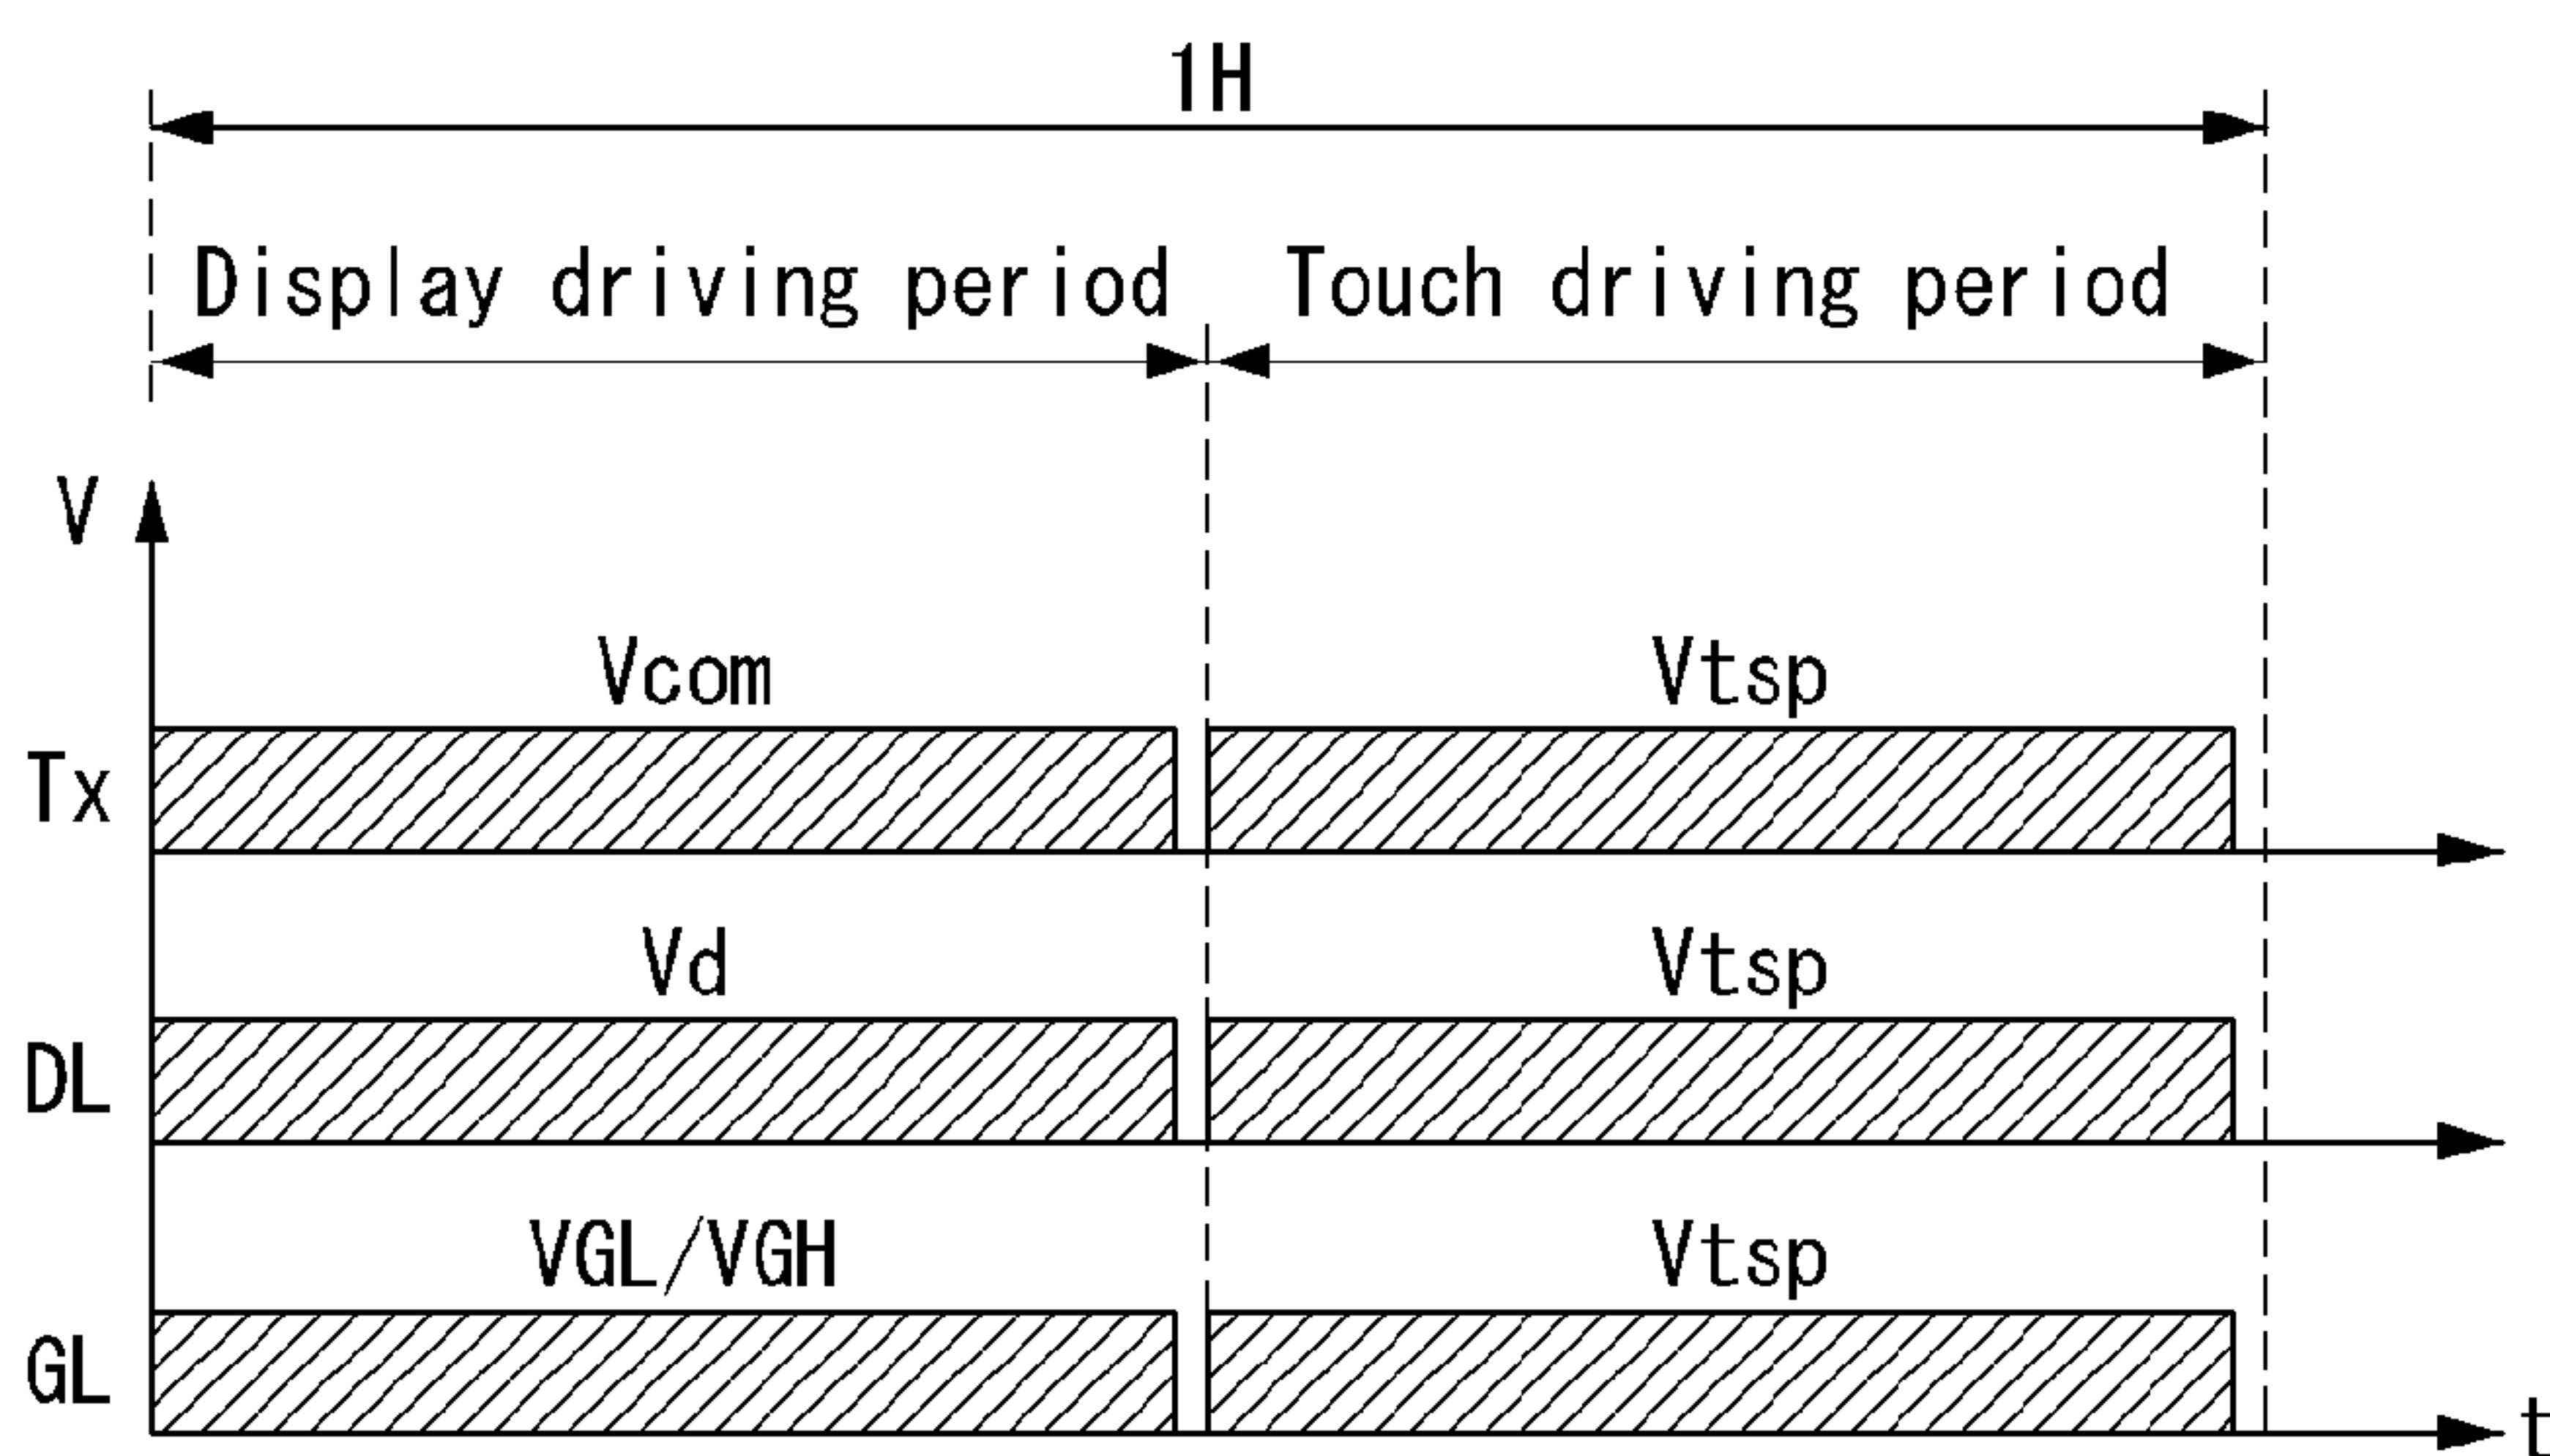 1H
Display driving period Touch driving period
V
Vcom Vtsp
Tx
Vd Vtsp
DL
VGL/VGH Vtsp
GL
t